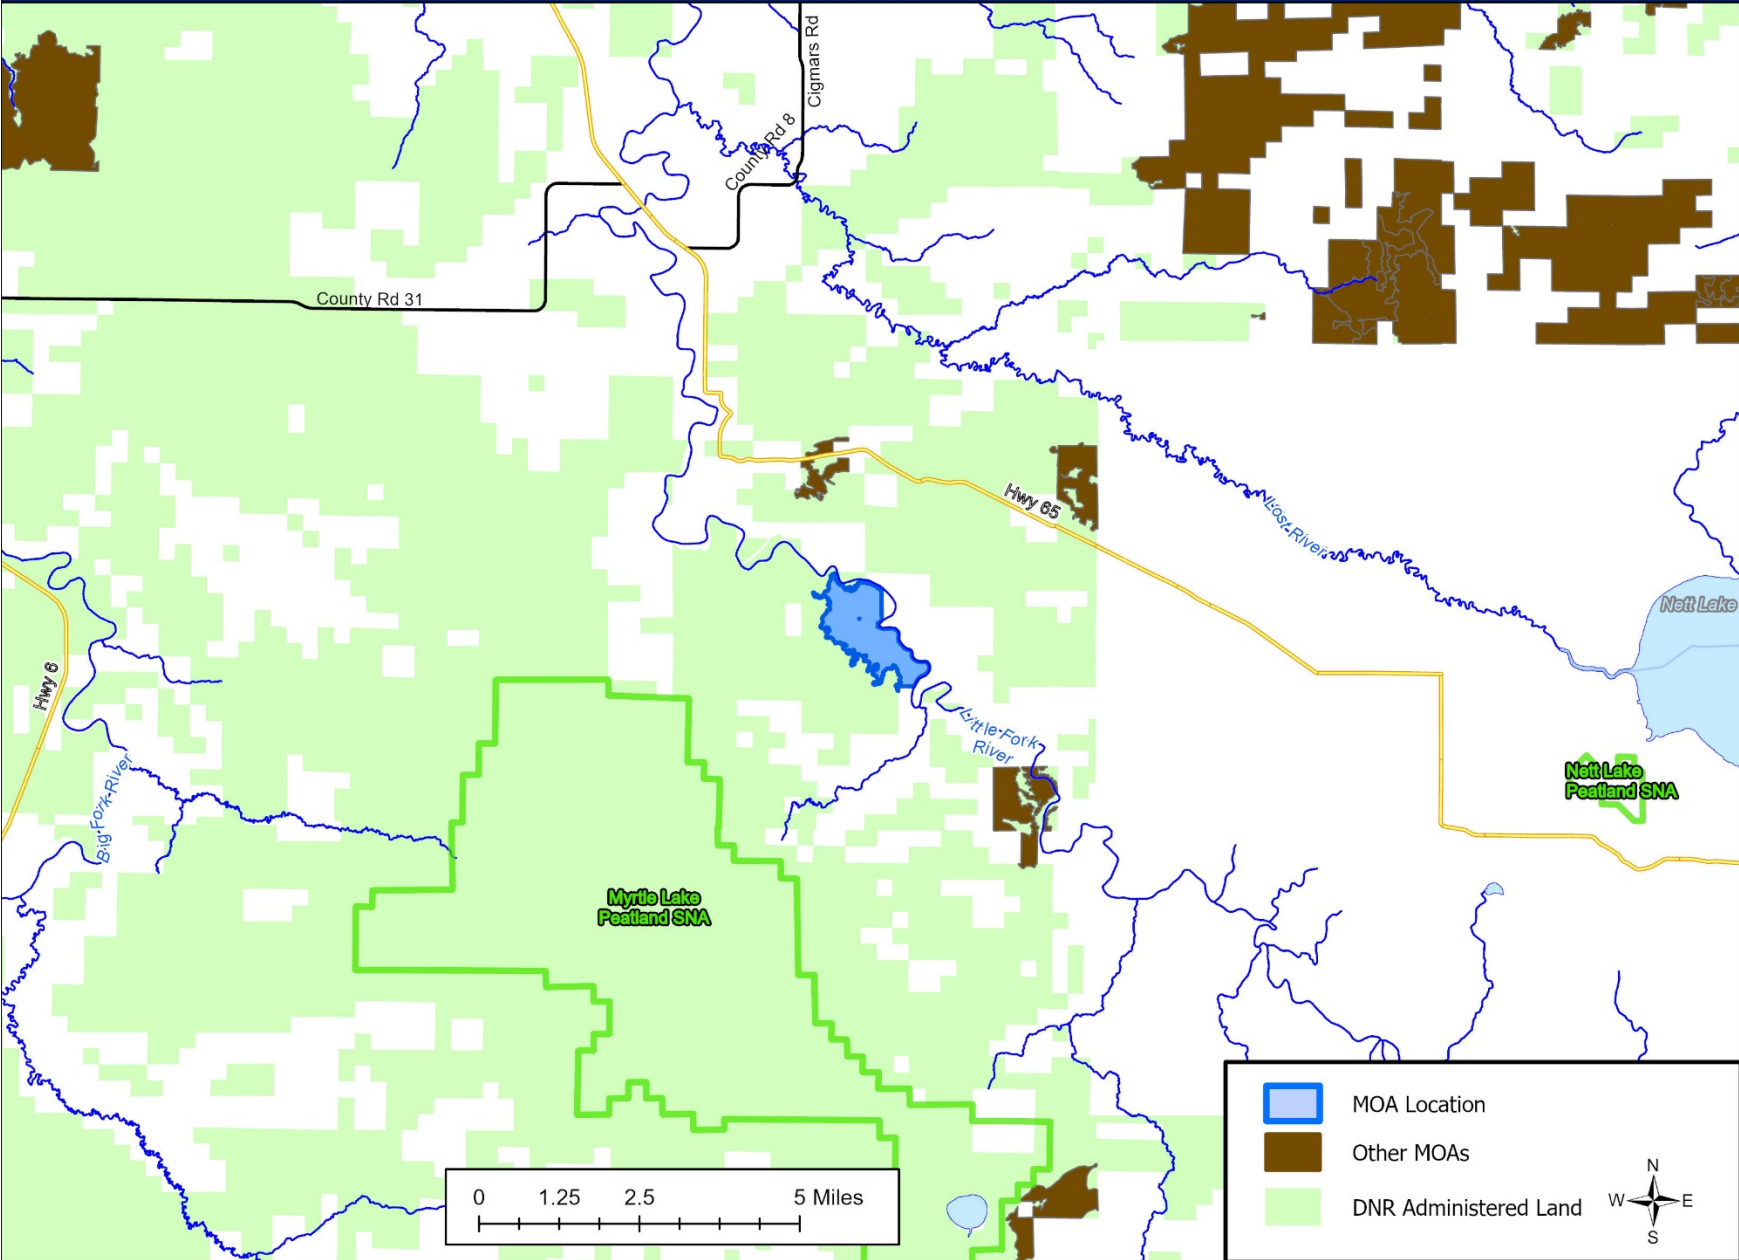 Cigmars Rd
County Rd 8
County Rd 31
Hwy 65
Lost River
Nett Lake
Hwy 6
Little Fork
River
Big Fork River
Nett Lake
Peatland SNA
Myrtle Lake
Peatland SNA
0 1.25 2.5 5 Miles
MOA Location
Other MOAs
DNR Administered Land
N
W E
S